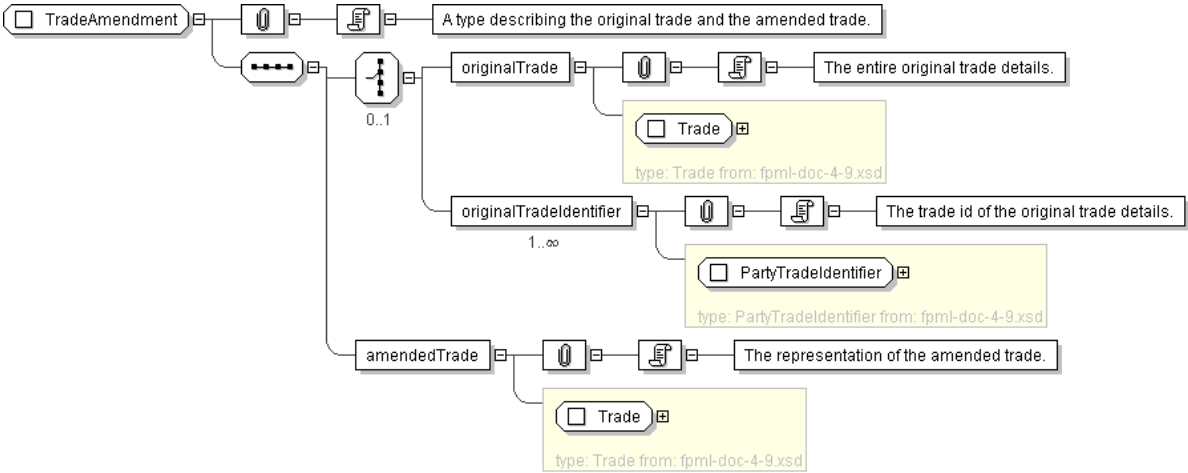 TradeAmendment
A type describing the original trade and the amended trade.
originalTrade
The entire original trade details.
0..1
Trade
type: Trade from: fpml-doc-4-9.xsd
originalTradeIdentifier
The trade id of the original trade details.
1..∞
PartyTradeIdentifier
type: PartyTradeIdentifier from: fpml-doc-4-9.xsd
amendedTrade
The representation of the amended trade.
Trade
type: Trade from: fpml-doc-4-9.xsd